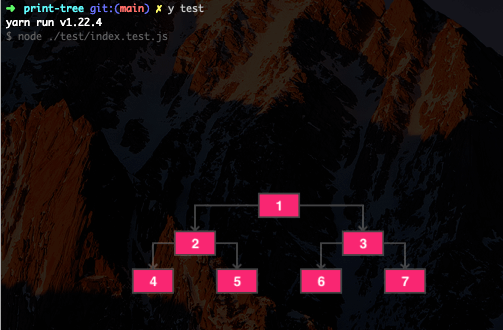 ➜ print-tree git:(main) ✗ y test
yarn run v1.22.4
$ node ./test/index.test.js
1
2 3
4 5 6 7